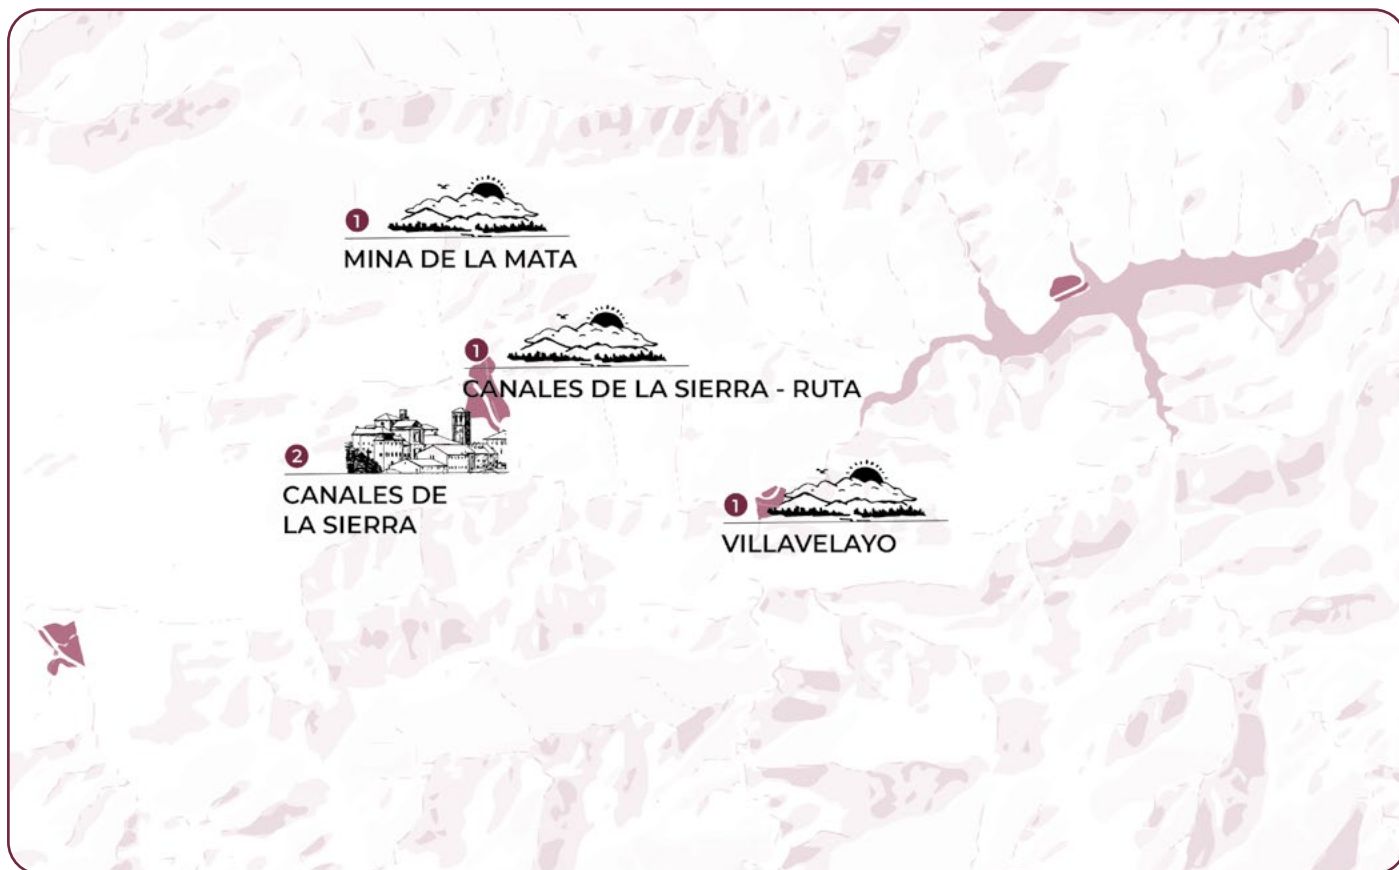 1
MINA DE LA MATA
1
CANALES DE LA SIERRA - RUTA
2
CANALES DE
LA SIERRA
1
VILLAVELAYO